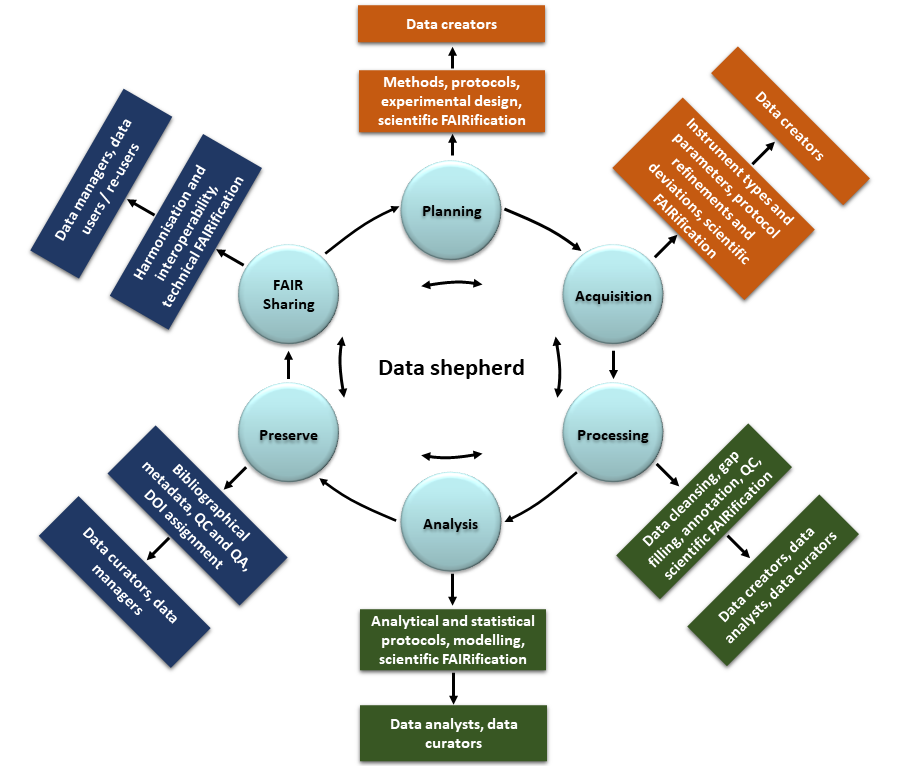 Data creators
Methods, protocols,
experimental design,
scientific FAIRification
Planning
Data creators
Instrument types and
parameters, protocol
refinements and
deviations, scientific
FAIRification
Acquisition
Data managers, data
users / re-users
Harmonisation and
interoperability,
technical FAIRification
FAIR
Sharing
Data shepherd
Preserve
Processing
Bibliographical
metadata, QC and QA,
DOI assignment
Data curators, data
managers
Data cleansing, gap
filling, annotation, QC,
scientific FAIRification
Data creators, data
analysts, data curators
Analysis
Analytical and statistical
protocols, modelling,
scientific FAIRification
Data analysts, data
curators